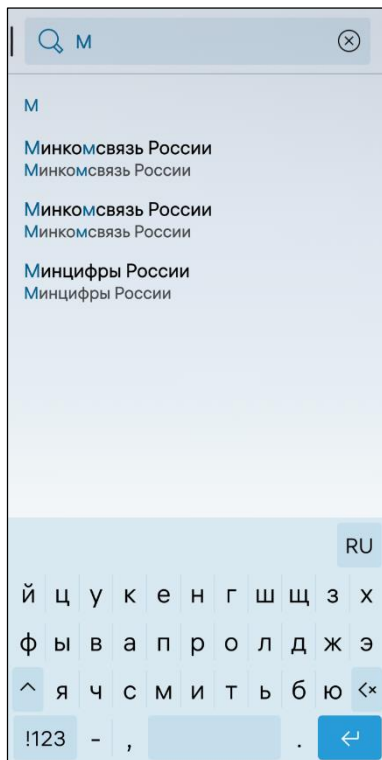 М
М
Минкомсвязь России
Минкомсвязь России
Минкомсвязь России
Минкомсвязь России
Минцифры России
Минцифры России
RU
й ц у к е н г ш щ з х
ф ы в а п р о л д ж э
я ч с м и т ь б ю
!123 - , .